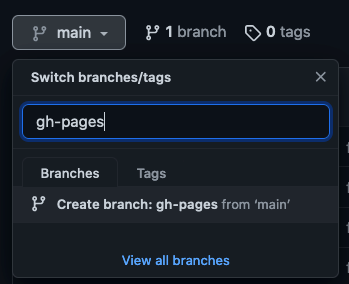 main 1 branch 0 tags
Switch branches/tags
gh-pages
Branches Tags
Create branch: gh-pages from ‘main’
View all branches